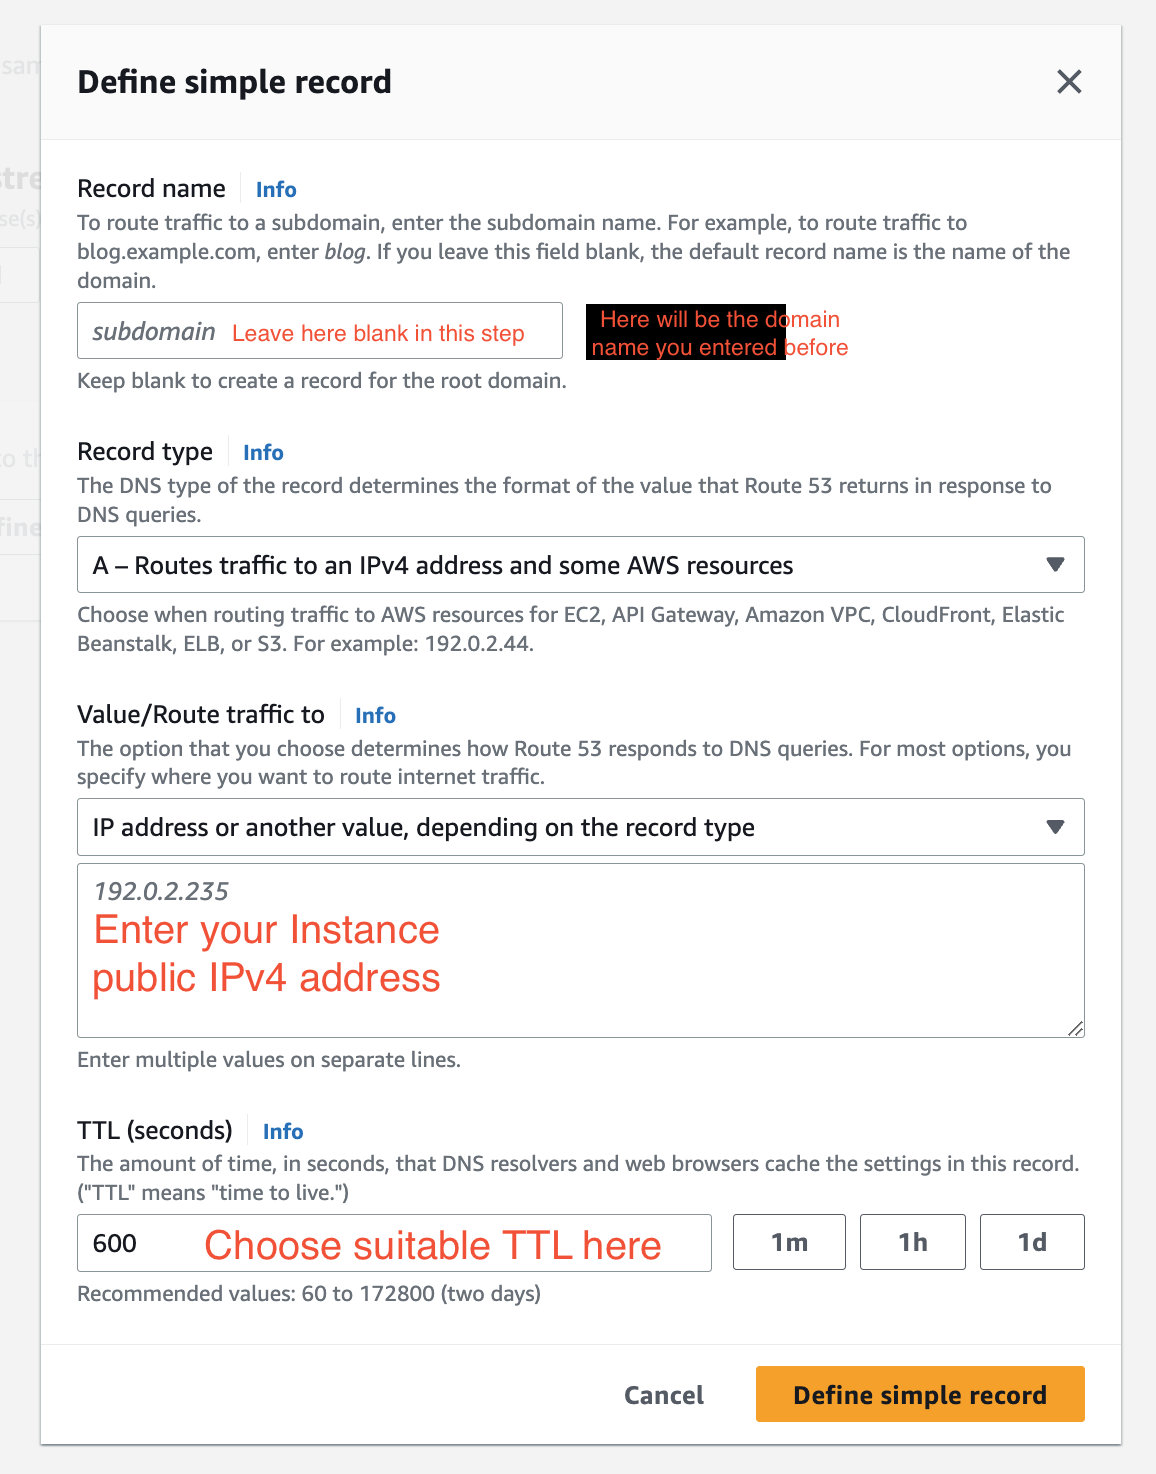 Define simple record
Record name Info
To route traffic to a subdomain, enter the subdomain name. For example, to route traffic to
blog.example.com, enter blog. If you leave this field blank, the default record name is the name of the
domain.
subdomain Leave here blank in this step
Here will be the domain
name you entered before
Keep blank to create a record for the root domain.
Record type Info
The DNS type of the record determines the format of the value that Route 53 returns in response to
DNS queries.
A – Routes traffic to an IPv4 address and some AWS resources
Choose when routing traffic to AWS resources for EC2, API Gateway, Amazon VPC, CloudFront, Elastic
Beanstalk, ELB, or S3. For example: 192.0.2.44.
Value/Route traffic to Info
The option that you choose determines how Route 53 responds to DNS queries. For most options, you
specify where you want to route internet traffic.
IP address or another value, depending on the record type
192.0.2.235
Enter your Instance
public IPv4 address
Enter multiple values on separate lines.
TTL (seconds) Info
The amount of time, in seconds, that DNS resolvers and web browsers cache the settings in this record.
("TTL" means "time to live.")
600 Choose suitable TTL here
1m 1h 1d
Recommended values: 60 to 172800 (two days)
Cancel Define simple record